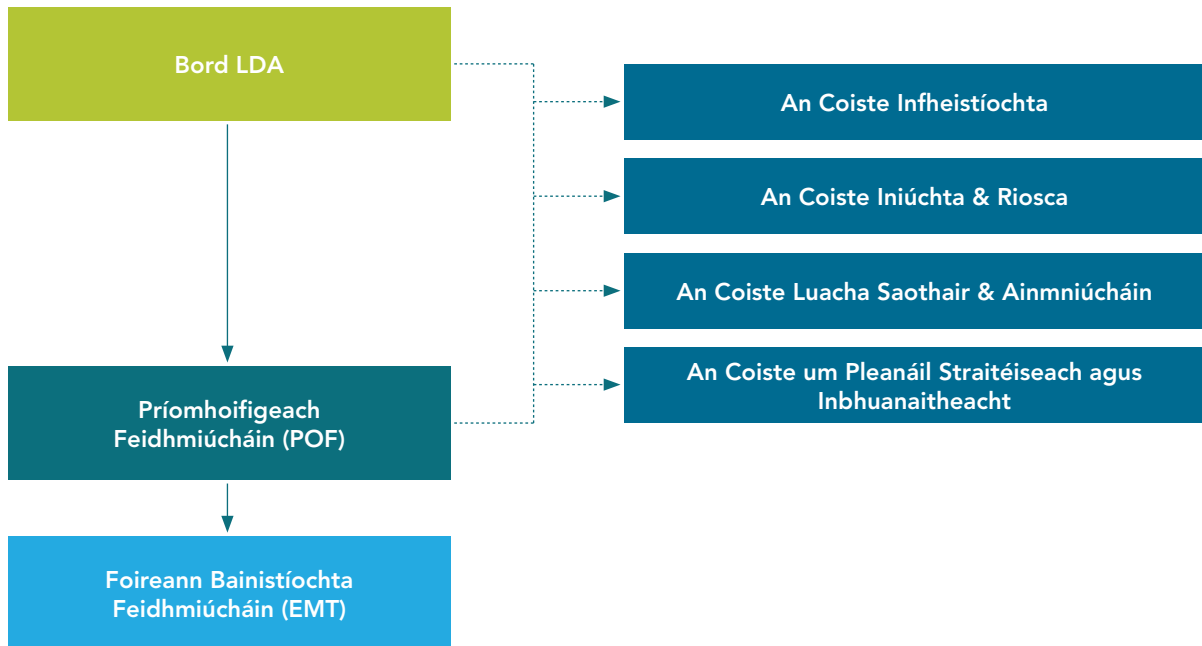 Bord LDA
An Coiste Infheistíochta
An Coiste Iniúchta & Riosca
An Coiste Luacha Saothair & Ainmniúcháin
An Coiste um Pleanáil Straitéiseach agus
Inbhuanaitheacht
Príomhoifigeach
Feidhmiúcháin (POF)
Foireann Bainistíochta
Feidhmiúcháin (EMT)